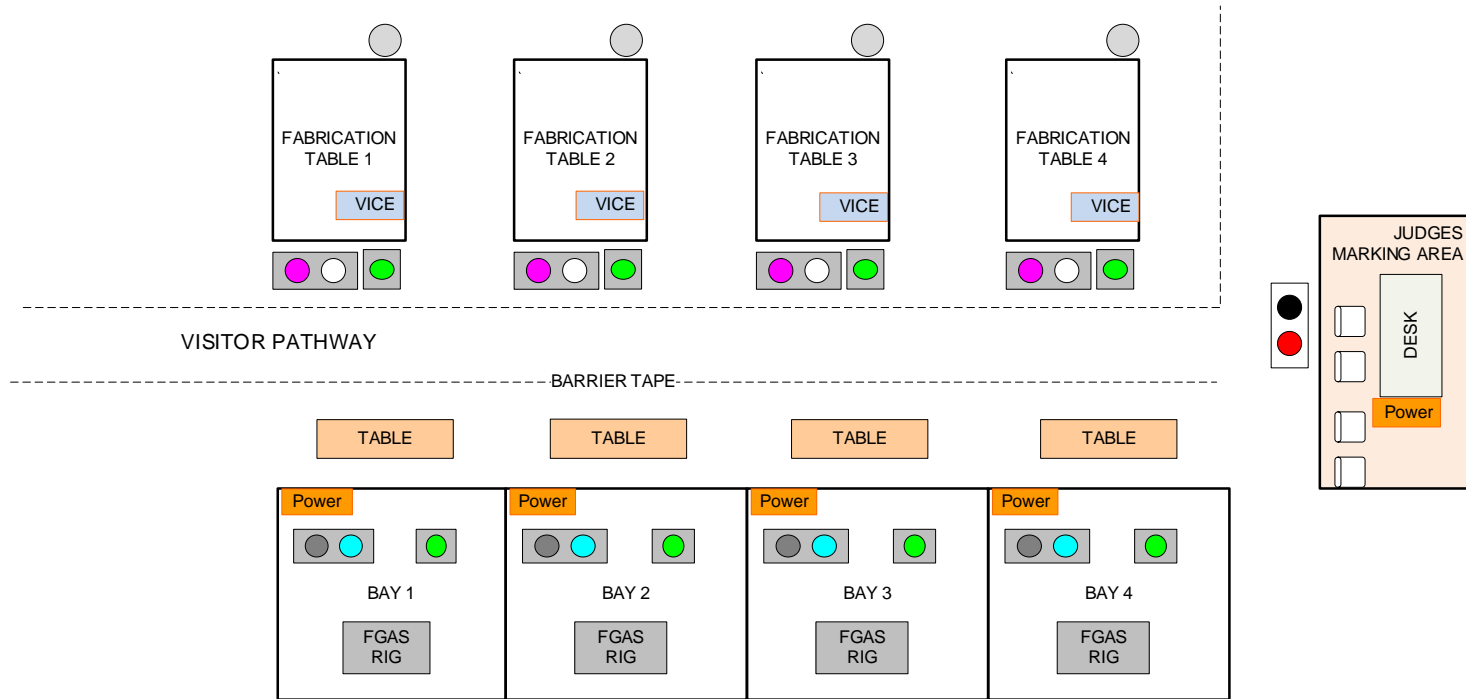 FABRICATION
TABLE 1
FABRICATION
TABLE 2
FABRICATION
TABLE 3
FABRICATION
TABLE 4
VICE
VICE
VICE
VICE
JUDGES
MARKING AREA
DESK
Power
VISITOR PATHWAY
BARRIER TAPE
TABLE
TABLE
TABLE
TABLE
Power
Power
Power
Power
BAY 1
BAY 2
BAY 3
BAY 4
FGAS
RIG
FGAS
RIG
FGAS
RIG
FGAS
RIG